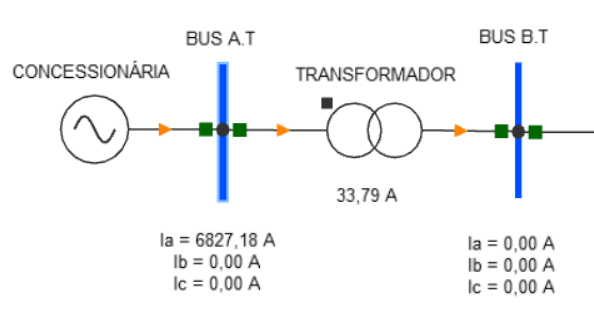 BUS A.T
BUS B.T
CONCESSIONÁRIA
TRANSFORMADOR
33,79 A
Ia = 6827,18 A
Ib = 0,00 A
Ic = 0,00 A
Ia = 0,00 A
Ib = 0,00 A
Ic = 0,00 A